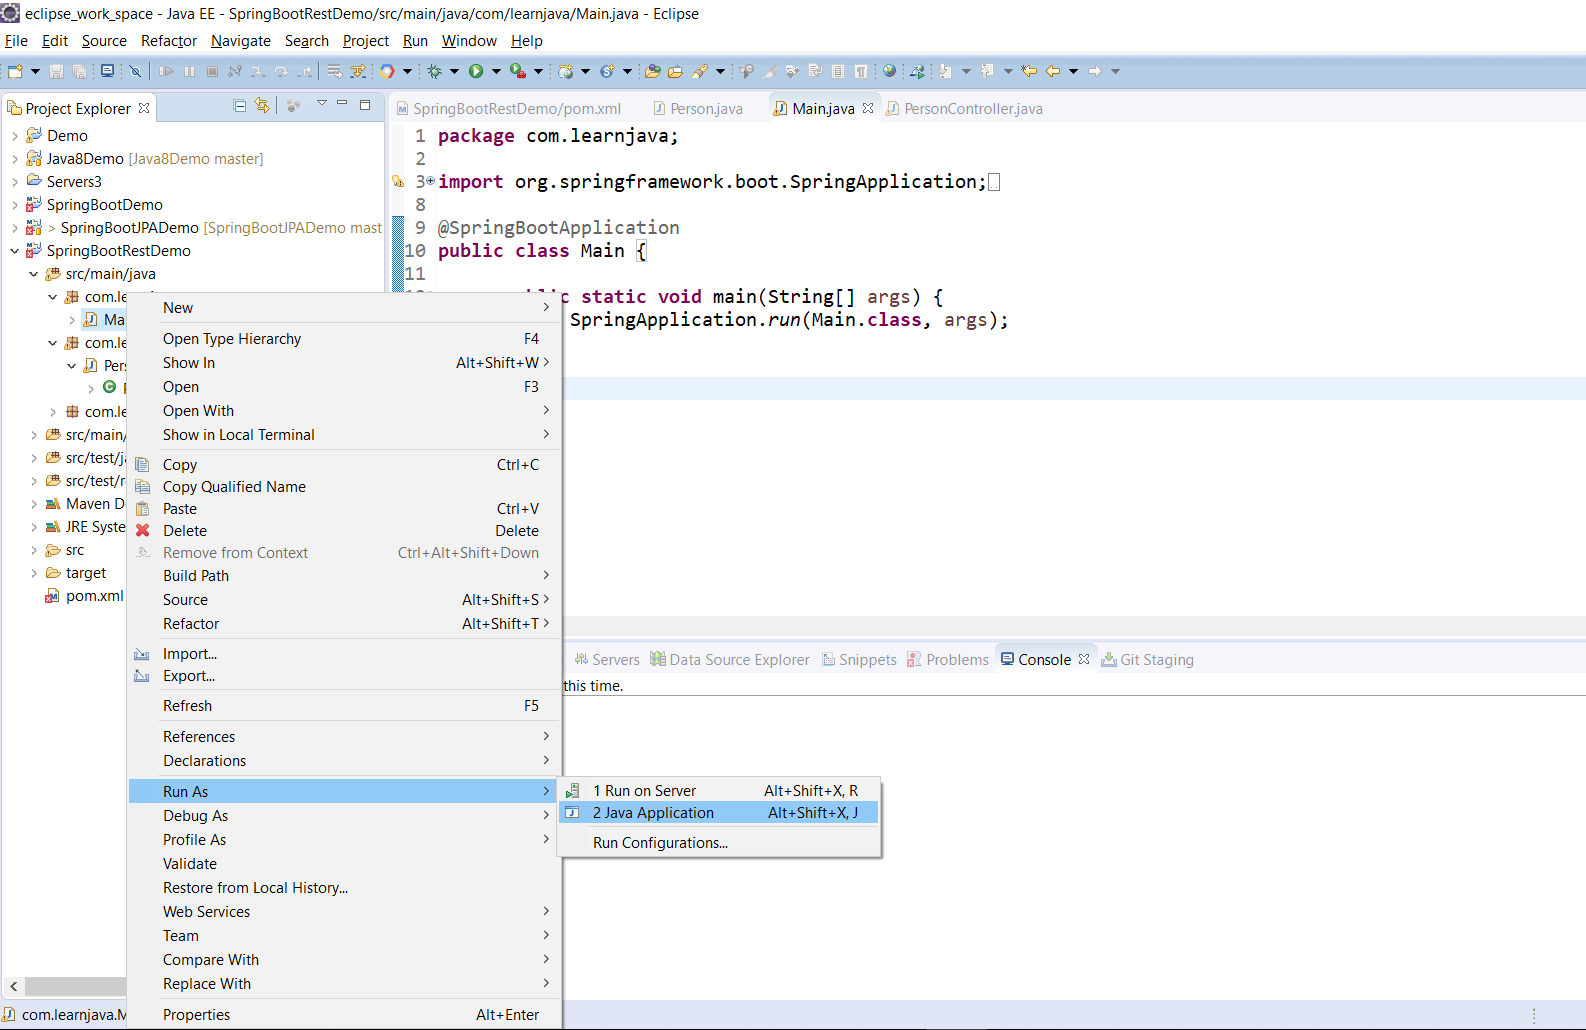 eclipse_work_space - Java EE - SpringBootRestDemo/src/main/java/com/learnjava/Main.java - Eclipse
File Edit Source Refactor Navigate Search Project Run Window Help
Project Explorer
SpringBootRestDemo/pom.xml Person.java Main.java PersonController.java
Demo
Java8Demo [Java8Demo master]
Servers3
SpringBootDemo
> SpringBootJPADemo [SpringBootJPADemo mast
SpringBootRestDemo
src/main/java
com.le
Ma
com.le
Pers
com.le
src/main/
src/test/ja
src/test/r
Maven D
JRE Syste
src
target
pom.xml
1 package com.learnjava;
2
3 import org.springframework.boot.SpringApplication;
8
9 @SpringBootApplication
10 public class Main {
11
static void main(String[] args) {
SpringApplication.run(Main.class, args);
New
Open Type Hierarchy F4
Show In Alt+Shift+W
Open F3
Open With
Show in Local Terminal
Copy Ctrl+C
Copy Qualified Name
Paste Ctrl+V
Delete Delete
Remove from Context Ctrl+Alt+Shift+Down
Build Path
Source Alt+Shift+S
Refactor Alt+Shift+T
Import...
Export...
Refresh F5
References
Declarations
Run As
Debug As
Profile As
Validate
Restore from Local History...
Web Services
Team
Compare With
Replace With
Properties Alt+Enter
1 Run on Server Alt+Shift+X, R
2 Java Application Alt+Shift+X, J
Run Configurations...
Servers Data Source Explorer Snippets Problems Console Git Staging
this time.
com.learnjava.M